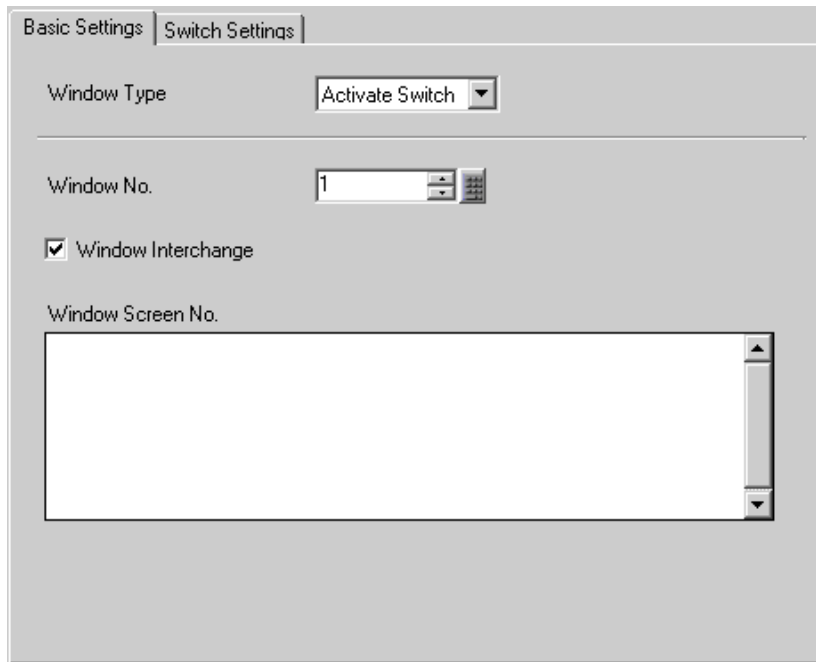 Basic Settings Switch Settings
Window Type Activate Switch
Window No. 1
Window Interchange
Window Screen No.